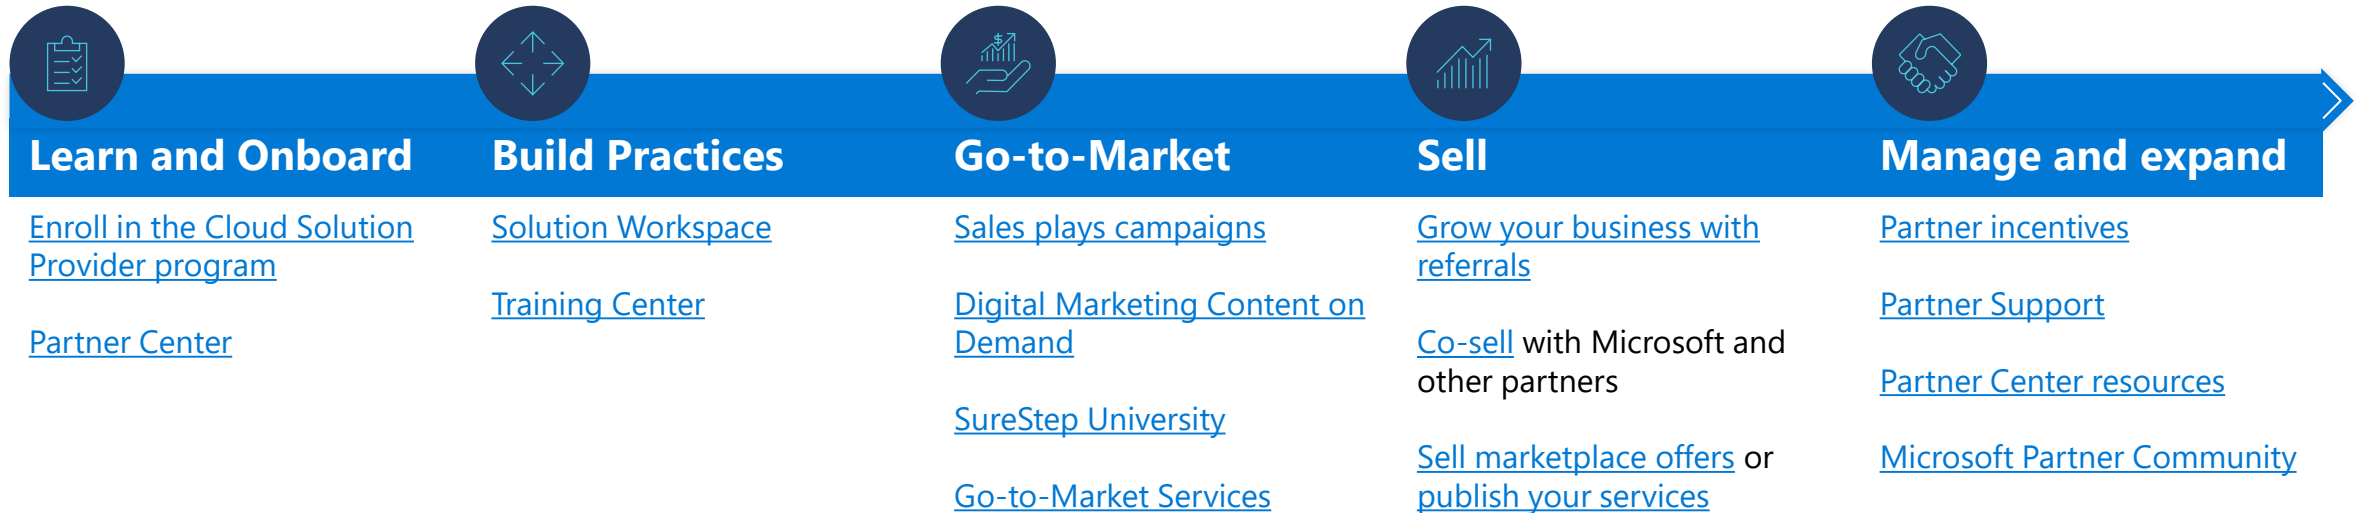 Learn and Onboard
Enroll in the Cloud Solution
Provider program
Partner Center
Build Practices
Solution Workspace
Training Center
$
Go-to-Market
Sales plays campaigns
Digital Marketing Content on
Demand
SureStep University
Go-to-Market Services
Sell
Grow your business with
referrals
Co-sell with Microsoft and
other partners
Sell marketplace offers or
publish your services
Manage and expand
Partner incentives
Partner Support
Partner Center resources
Microsoft Partner Community